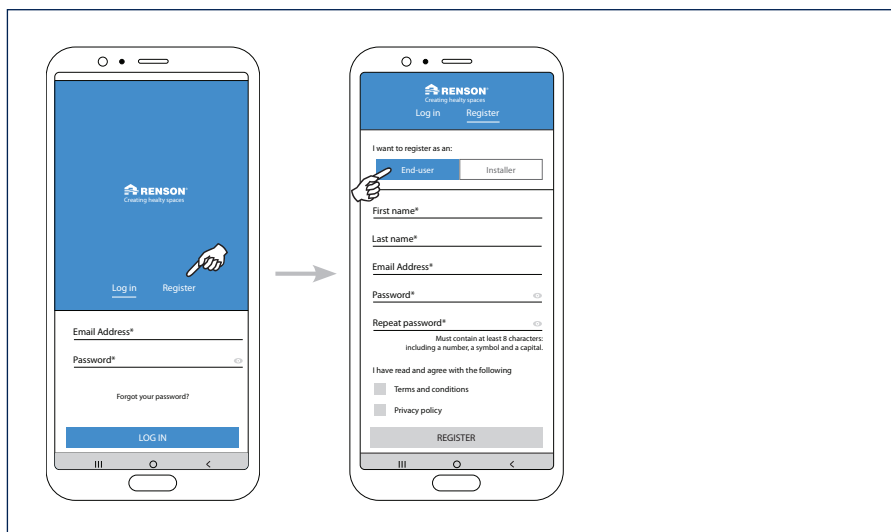 RENSON
Creating healty spaces
Log in Register
Email Address*
Password*
Forgot your password?
LOG IN
RENSON
Creating healty spaces
Log in Register
I want to register as an:
End-user Installer
First name*
Last name*
Email Address*
Password*
Repeat password*
Must contain at least 8 characters:
including a number, a symbol and a capital.
I have read and agree with the following
Terms and conditions
Privacy policy
REGISTER